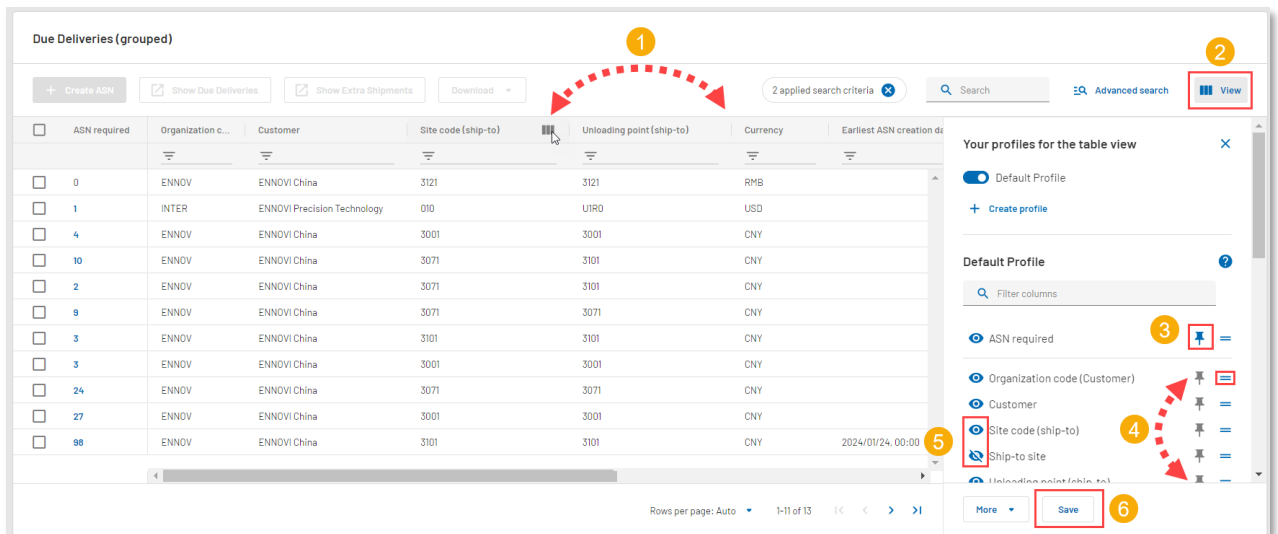 Due Deliveries (grouped)
1
2
+ Create ASN
Show Due Deliveries
Show Extra Shipments
Download
2 applied search criteria
Search
Advanced search
View
ASN required Organization c... Customer Site code (ship-to) Unloading point (ship-to) Currency Earliest ASN creation da
0 ENNOV ENNOVI China 3121 3121 RMB
1 INTER ENNOVI Precision Technology 010 U1R0 USD
4 ENNOV ENNOVI China 3001 3001 CNY
10 ENNOV ENNOVI China 3071 3101 CNY
2 ENNOV ENNOVI China 3071 3101 CNY
9 ENNOV ENNOVI China 3071 3071 CNY
3 ENNOV ENNOVI China 3101 3101 CNY
3 ENNOV ENNOVI China 3001 3001 CNY
24 ENNOV ENNOVI China 3071 3071 CNY
27 ENNOV ENNOVI China 3001 3001 CNY
98 ENNOV ENNOVI China 3101 3101 CNY 2024/01/24, 00:00
Rows per page: Auto 1-11 of 13
Your profiles for the table view
Default Profile
+ Create profile
Default Profile
?
Filter columns
ASN required
3
Organization code (Customer)
Customer
Site code (ship-to)
4
5
Ship-to site
Unloading point (ship-to)
More
Save
6